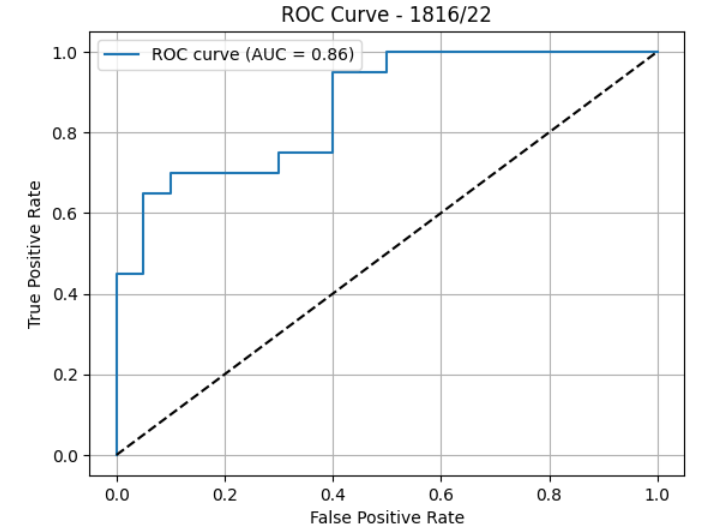 ROC Curve - 1816/22
ROC curve (AUC = 0.86)
True Positive Rate
1.0
0.8
0.6
0.4
0.2
0.0
0.0 0.2 0.4 0.6 0.8 1.0
False Positive Rate